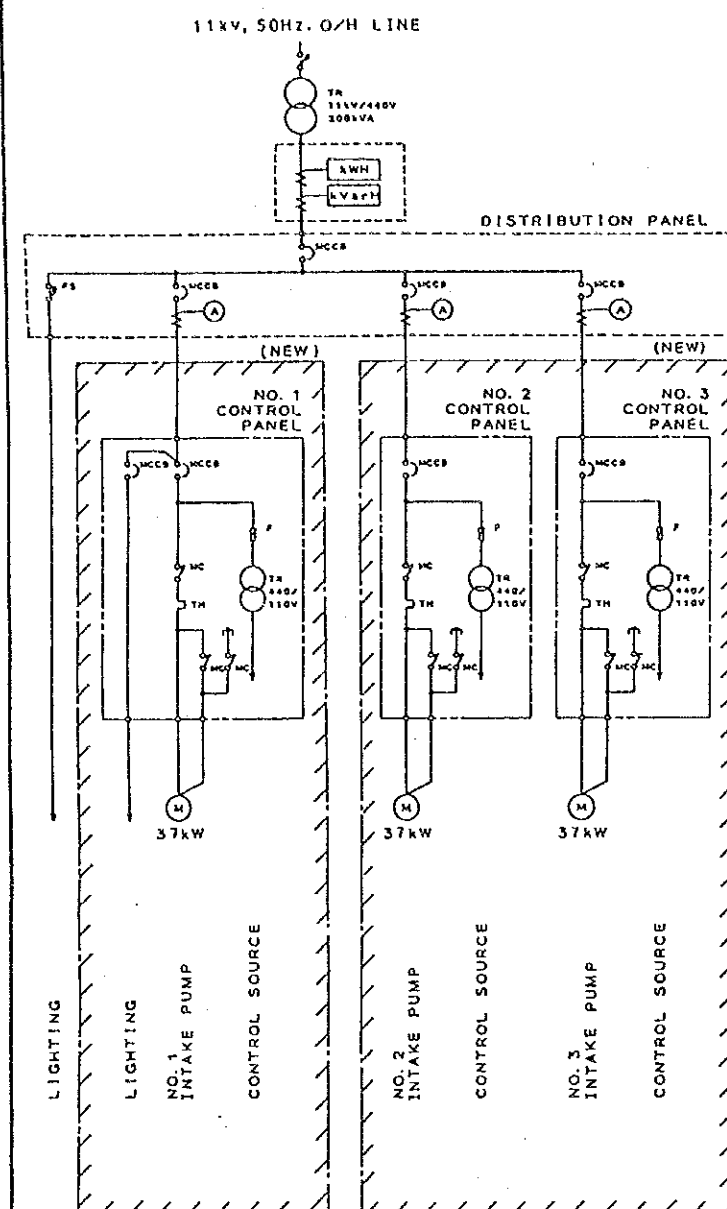 11kV, 50Hz. O/H LINE
TR
11kV/440V
kWH
kVarH
DISTRIBUTION PANEL
MCCB
FS
MCCB
A
MCCB
A
MCCB
A
(NEW)
(NEW)
NO. 1
CONTROL
PANEL
NO. 2
CONTROL
PANEL
NO. 3
CONTROL
PANEL
MCCB
MCCB
MCCB
MCCB
F
F
F
MC
TR
440/
110V
TH
MC
MC
MC
TR
440/
110V
TH
MC
MC
MC
TR
440/
110V
TH
MC
MC
M
37kW
M
37kW
M
37kW
LIGHTING
LIGHTING
NO. 1
INTAKE PUMP
CONTROL SOURCE
NO. 2
INTAKE PUMP
CONTROL SOURCE
NO. 3
INTAKE PUMP
CONTROL SOURCE